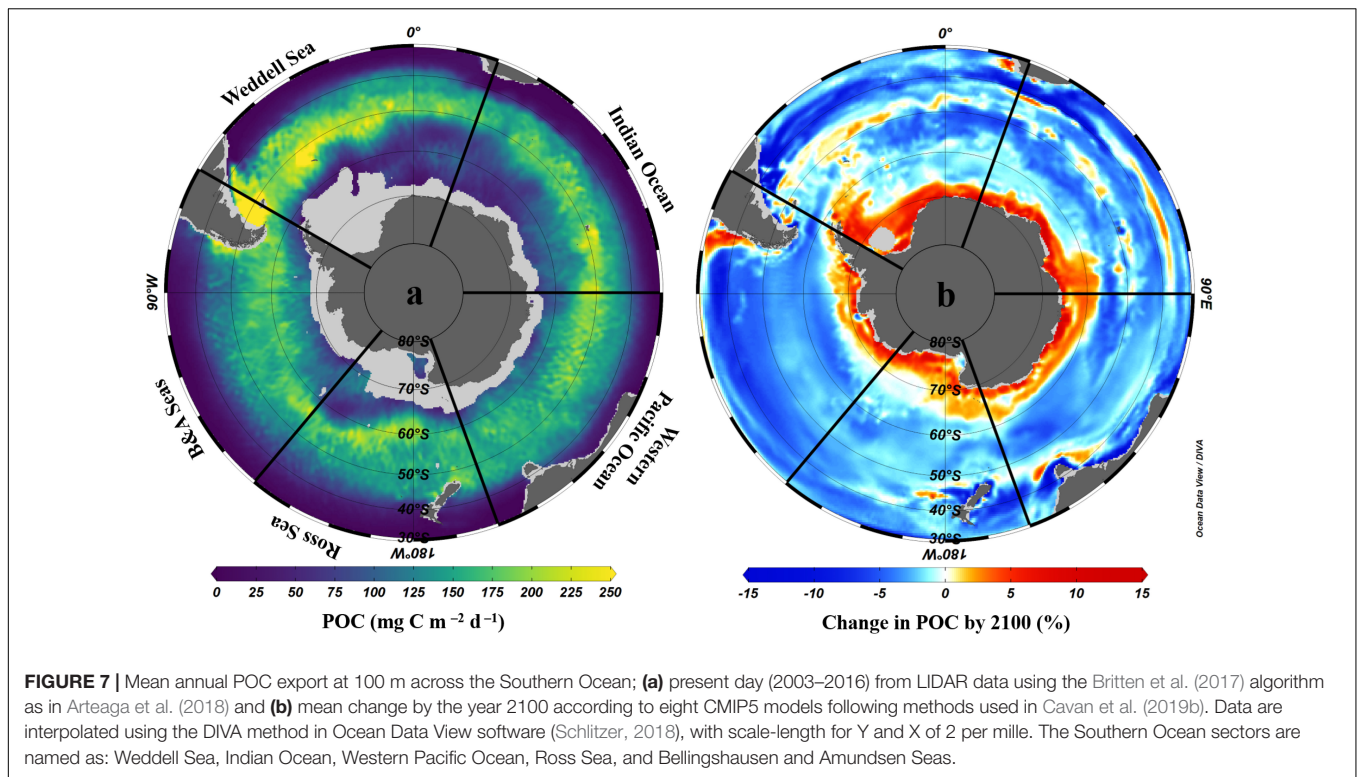 0°
0°
Weddell Sea
Indian Ocean
90°W
90°E
a
b
80°S
80°S
70°S
70°S
60°S
60°S
50°S
50°S
40°S
40°S
30°S
30°S
B&A Seas
Western
Pacific Ocean
Ross Sea
180°W
180°W
Ocean Data View / DIVA
0 25 50 75 100 125 150 175 200 225 250
-15 -10 -5 0 5 10 15
POC (mg C m ⁻² d⁻¹)
Change in POC by 2100 (%)
FIGURE 7 | Mean annual POC export at 100 m across the Southern Ocean; (a) present day (2003–2016) from LIDAR data using the Britten et al. (2017) algorithm
as in Arteaga et al. (2018) and (b) mean change by the year 2100 according to eight CMIP5 models following methods used in Cavan et al. (2019b). Data are
interpolated using the DIVA method in Ocean Data View software (Schlitzer, 2018), with scale-length for Y and X of 2 per mille. The Southern Ocean sectors are
named as: Weddell Sea, Indian Ocean, Western Pacific Ocean, Ross Sea, and Bellingshausen and Amundsen Seas.